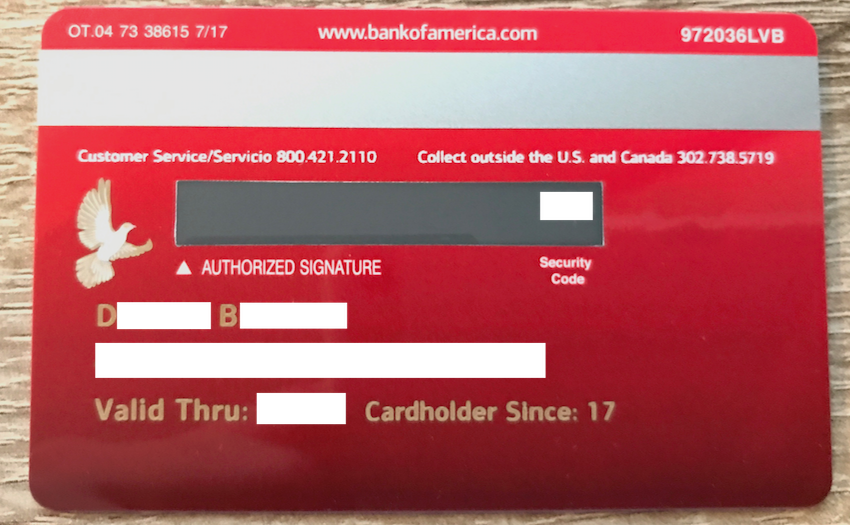 OT.04 73 38615 7/17 www.bankofamerica.com 972036LVB
Customer Service/Servicio 800.421.2110 Collect outside the U.S. and Canada 302.738.5719
▲ AUTHORIZED SIGNATURE Security Code
D B
Valid Thru: Cardholder Since: 17